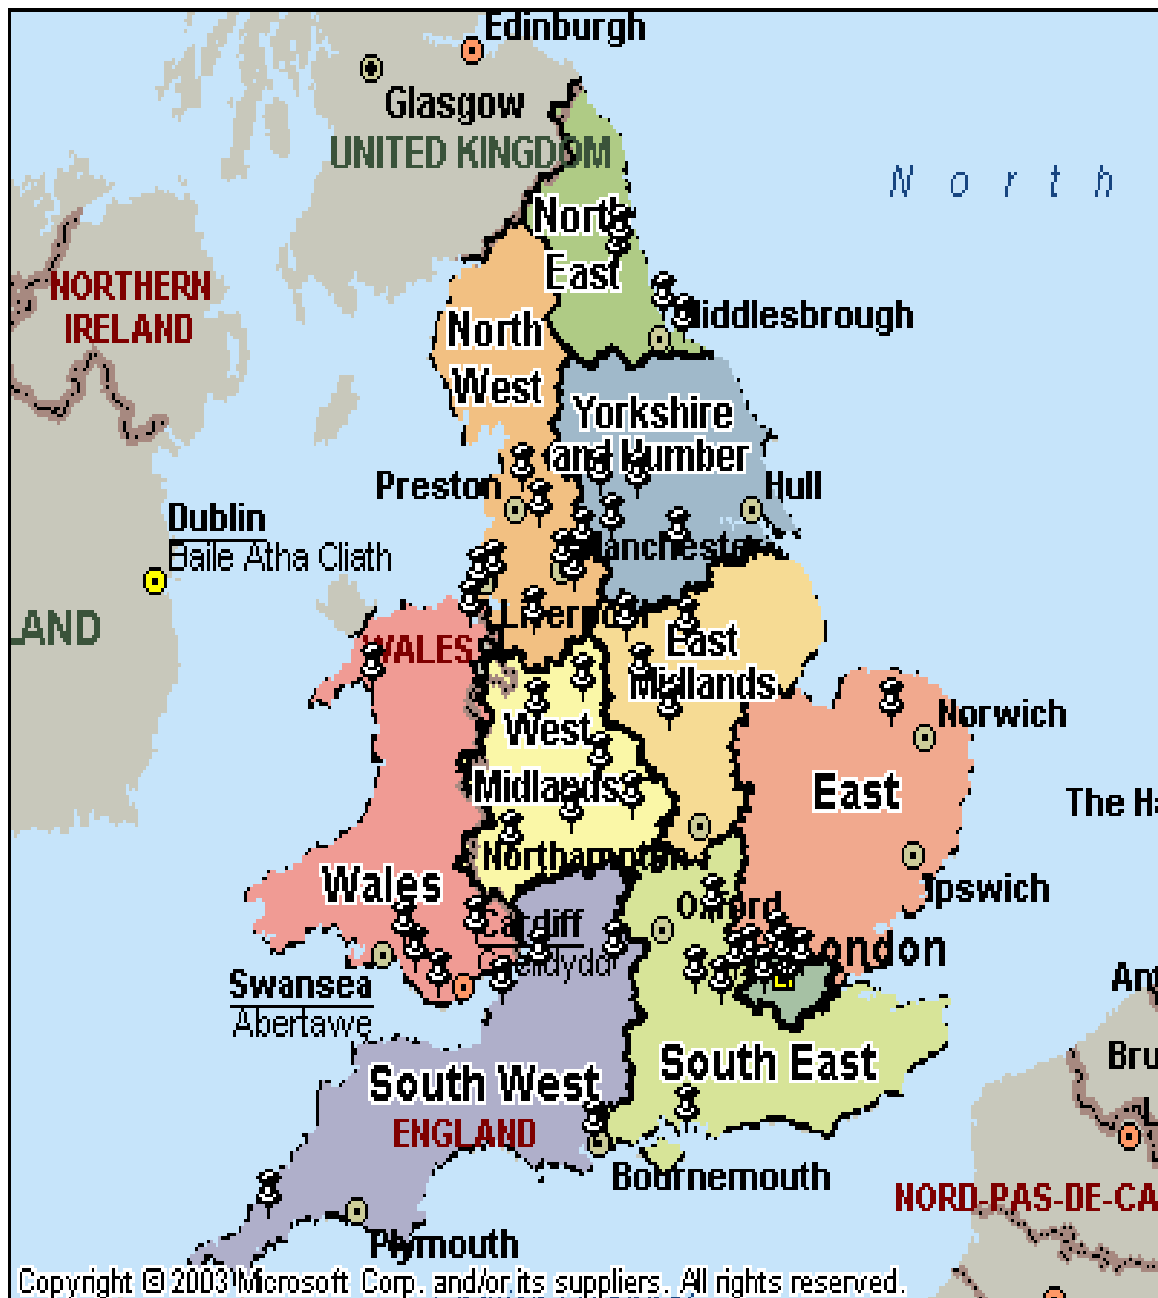 Edinburgh
Glasgow
UNITED KINGDOM
North
North
East
NORTHERN
IRELAND
Middlesbrough
North
West
Yorkshire
and Humber
Preston
Hull
Dublin
Baile Atha Cliath
Manchester
Liverpool
LAND
WALES
East
Midlands
Norwich
West
Midlands
East
The Ha
Northampton
Wales
Ipswich
Oxford
Cardiff
London
Swansea
Abertawe
Ant
Bru
South East
South West
ENGLAND
Bournemouth
NORD-PAS-DE-CA
Plymouth
Copyright © 2003 Microsoft Corp. and/or its suppliers. All rights reserved.